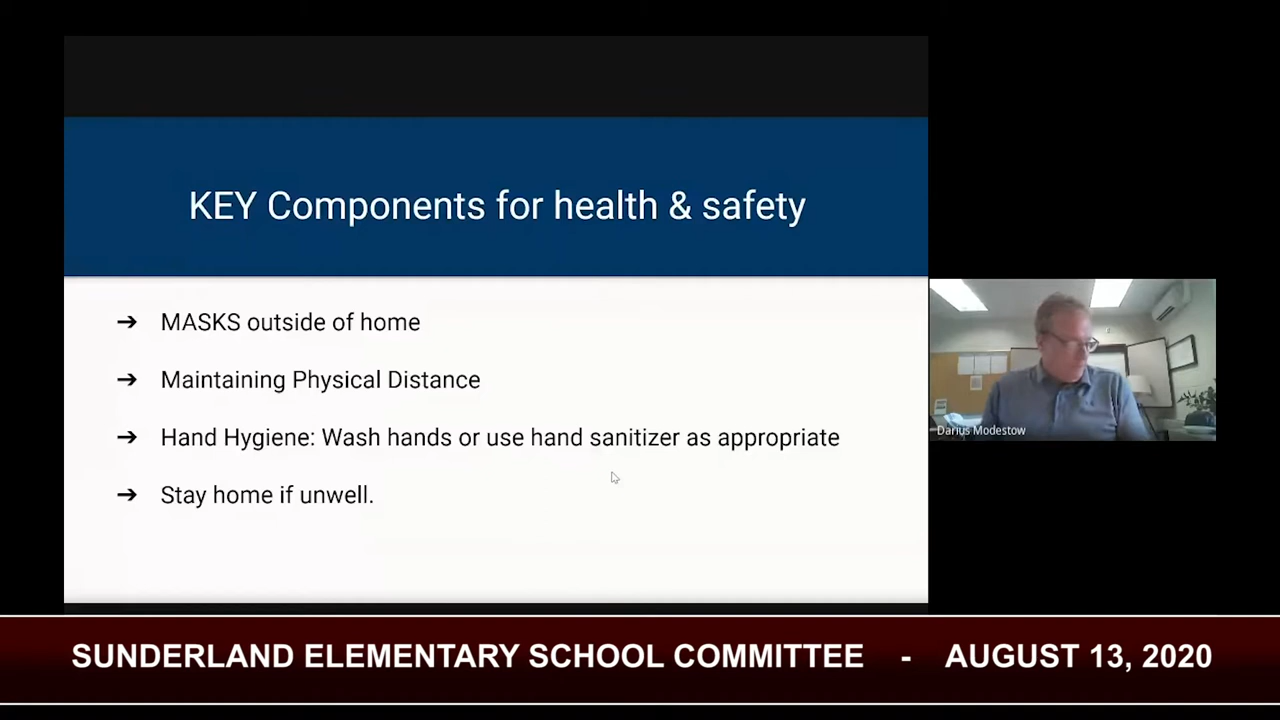 KEY Components for health & safety
➔ MASKS outside of home
➔ Maintaining Physical Distance
➔ Hand Hygiene: Wash hands or use hand sanitizer as appropriate
➔ Stay home if unwell.
Darius Modestow
SUNDERLAND ELEMENTARY SCHOOL COMMITTEE - AUGUST 13, 2020